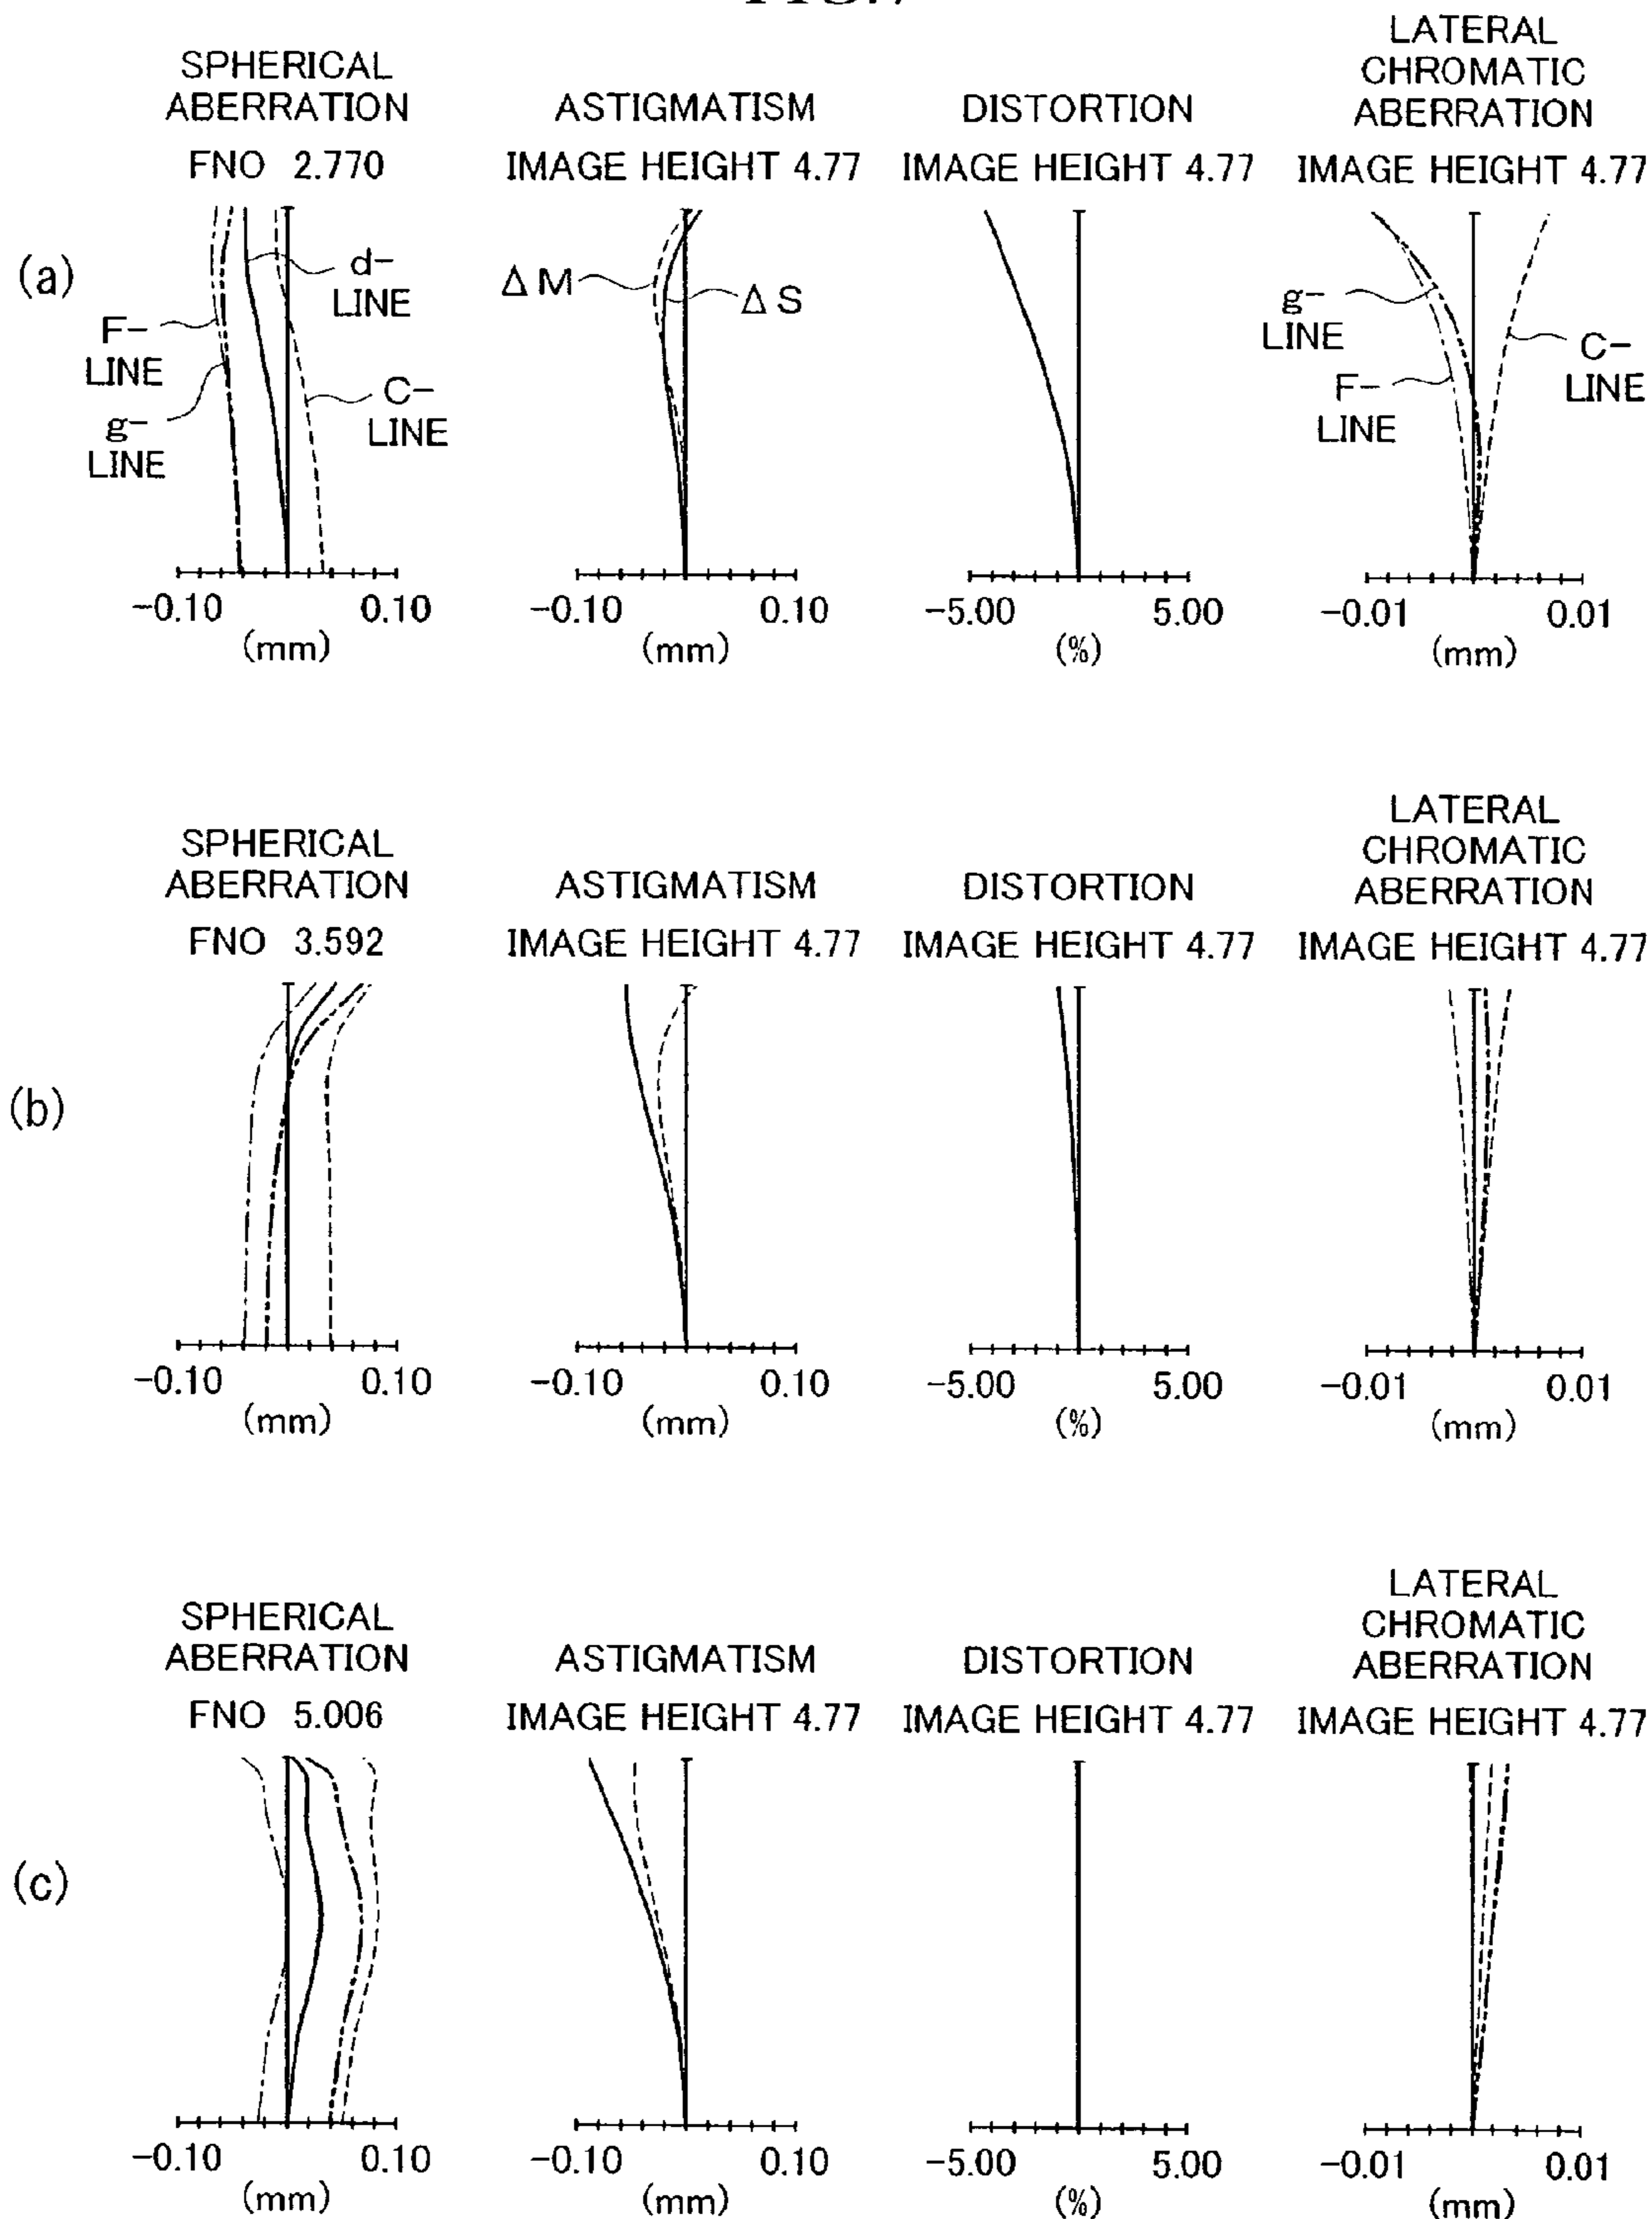 (a)
SPHERICAL
ABERRATION
FNO 2.770
F-
LINE
g-
LINE
d-
LINE
C-
LINE
-0.10
0.10
(mm)
ASTIGMATISM
IMAGE HEIGHT 4.77
ΔM
ΔS
-0.10
0.10
(mm)
DISTORTION
IMAGE HEIGHT 4.77
-5.00
5.00
(%)
LATERAL
CHROMATIC
ABERRATION
IMAGE HEIGHT 4.77
g-
LINE
F-
LINE
C-
LINE
-0.01
0.01
(mm)
(b)
SPHERICAL
ABERRATION
FNO 3.592
-0.10
0.10
(mm)
ASTIGMATISM
IMAGE HEIGHT 4.77
-0.10
0.10
(mm)
DISTORTION
IMAGE HEIGHT 4.77
-5.00
5.00
(%)
LATERAL
CHROMATIC
ABERRATION
IMAGE HEIGHT 4.77
-0.01
0.01
(mm)
(c)
SPHERICAL
ABERRATION
FNO 5.006
-0.10
0.10
(mm)
ASTIGMATISM
IMAGE HEIGHT 4.77
-0.10
0.10
(mm)
DISTORTION
IMAGE HEIGHT 4.77
-5.00
5.00
(%)
LATERAL
CHROMATIC
ABERRATION
IMAGE HEIGHT 4.77
-0.01
0.01
(mm)